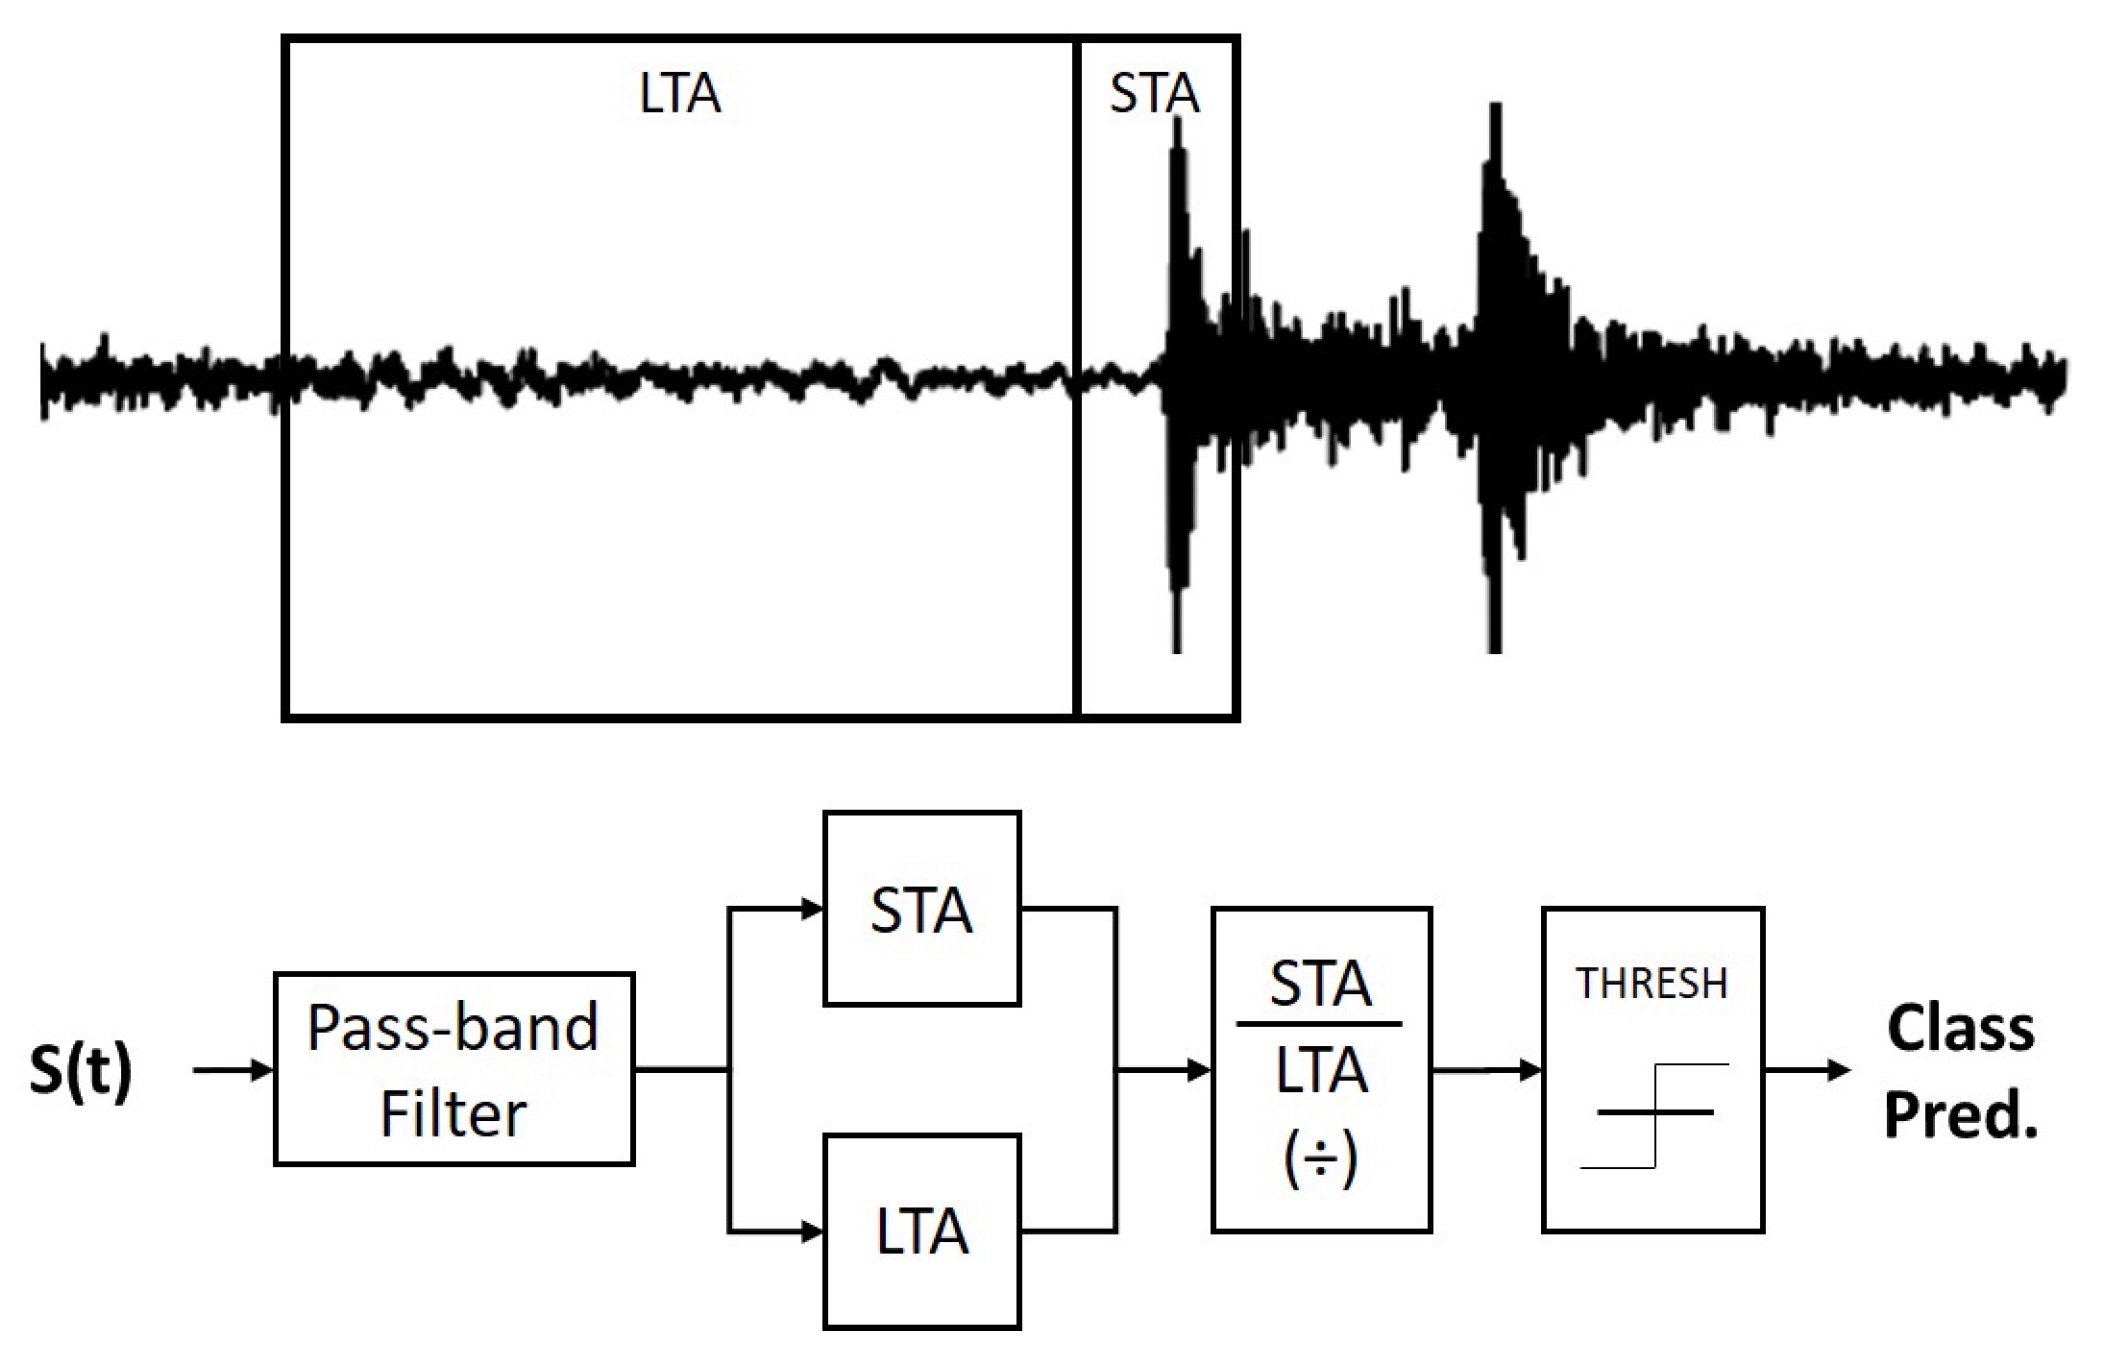 LTA
STA
S(t)
Pass-band
Filter
STA
LTA
STA
LTA
(÷)
THRESH
Class
Pred.